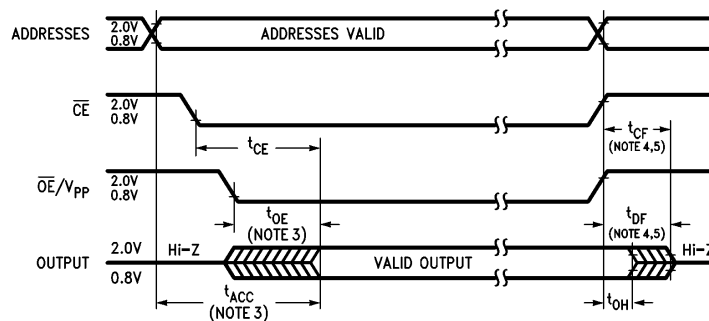 ADDRESSES
2.0V
0.8V
ADDRESSES VALID
CE
2.0V
0.8V
tCE
tCF
(NOTE 4,5)
OE/VPP
2.0V
0.8V
tOE
(NOTE 3)
tDF
(NOTE 4,5)
OUTPUT
2.0V
0.8V
Hi-Z
VALID OUTPUT
Hi-Z
tACC
(NOTE 3)
tOH